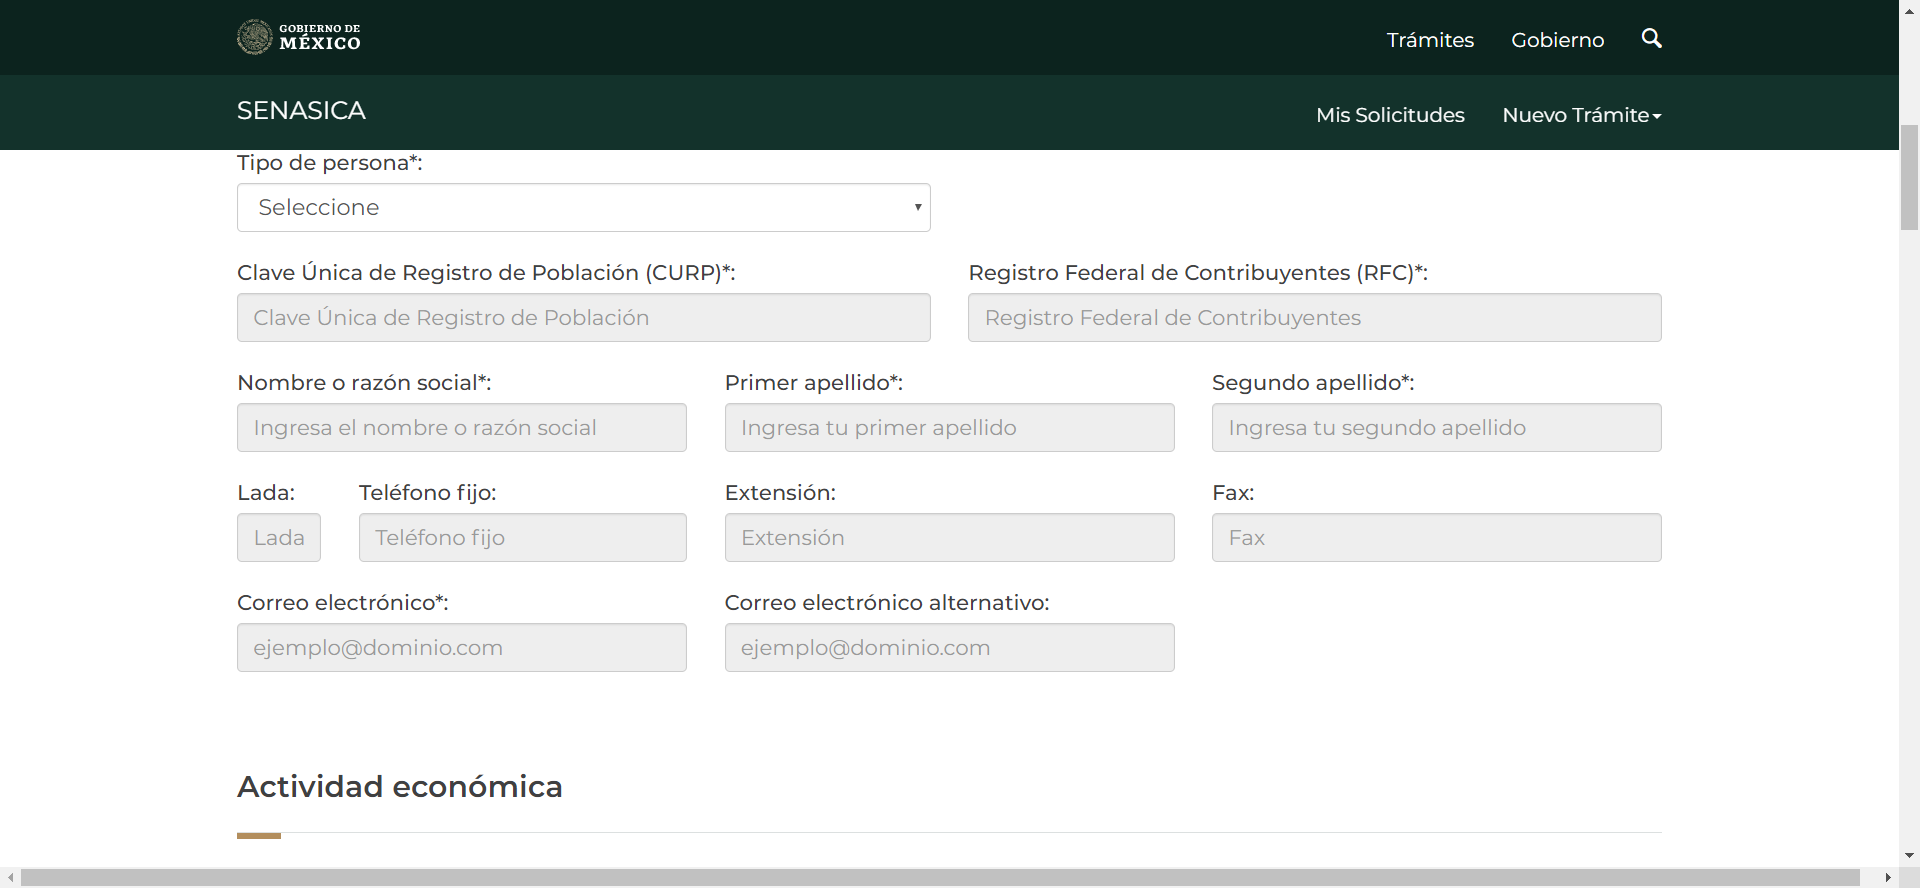 GOBIERNO DE
MÉXICO
Trámites
Gobierno
SENASICA
Mis Solicitudes
Nuevo Trámite
Tipo de persona*:
Seleccione
Clave Única de Registro de Población (CURP)*:
Registro Federal de Contribuyentes (RFC)*:
Clave Única de Registro de Población
Registro Federal de Contribuyentes
Nombre o razón social*:
Primer apellido*:
Segundo apellido*:
Ingresa el nombre o razón social
Ingresa tu primer apellido
Ingresa tu segundo apellido
Lada:
Teléfono fijo:
Extensión:
Fax:
Lada
Teléfono fijo
Extensión
Fax
Correo electrónico*:
Correo electrónico alternativo:
ejemplo@dominio.com
ejemplo@dominio.com
Actividad económica